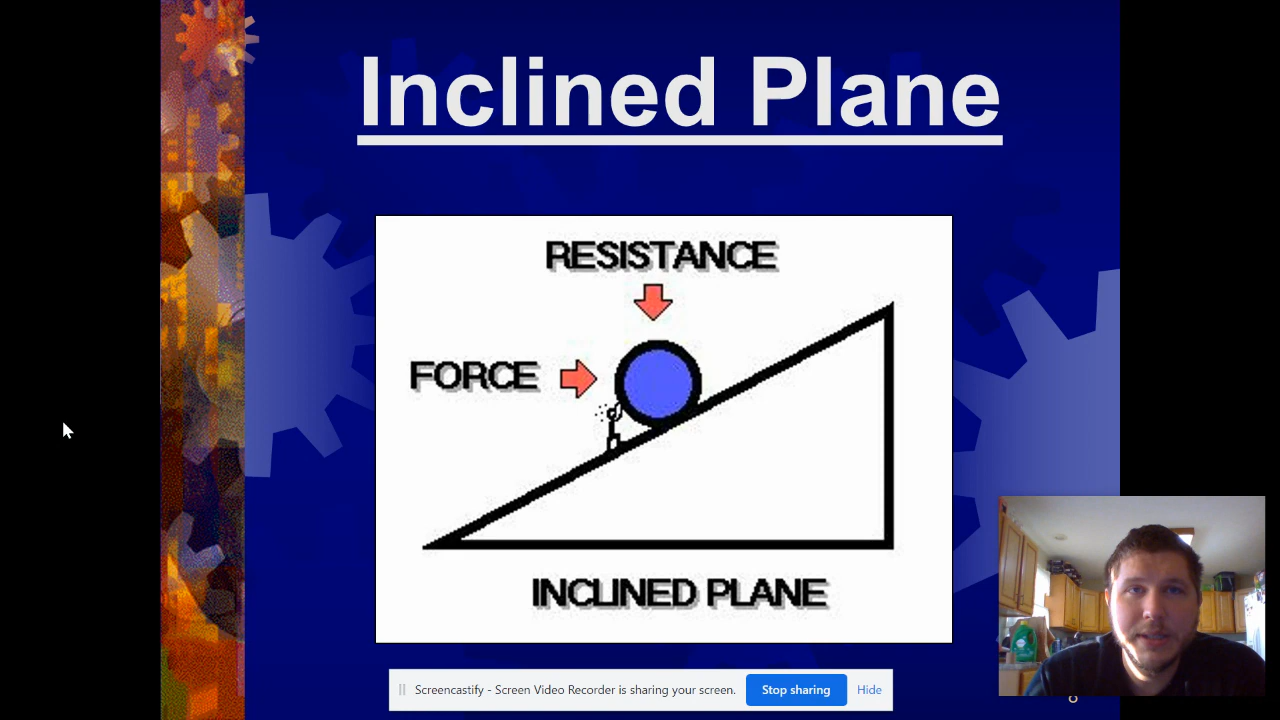 Inclined Plane
RESISTANCE
FORCE
INCLINED PLANE
Screencastify - Screen Video Recorder is sharing your screen. Stop sharing Hide